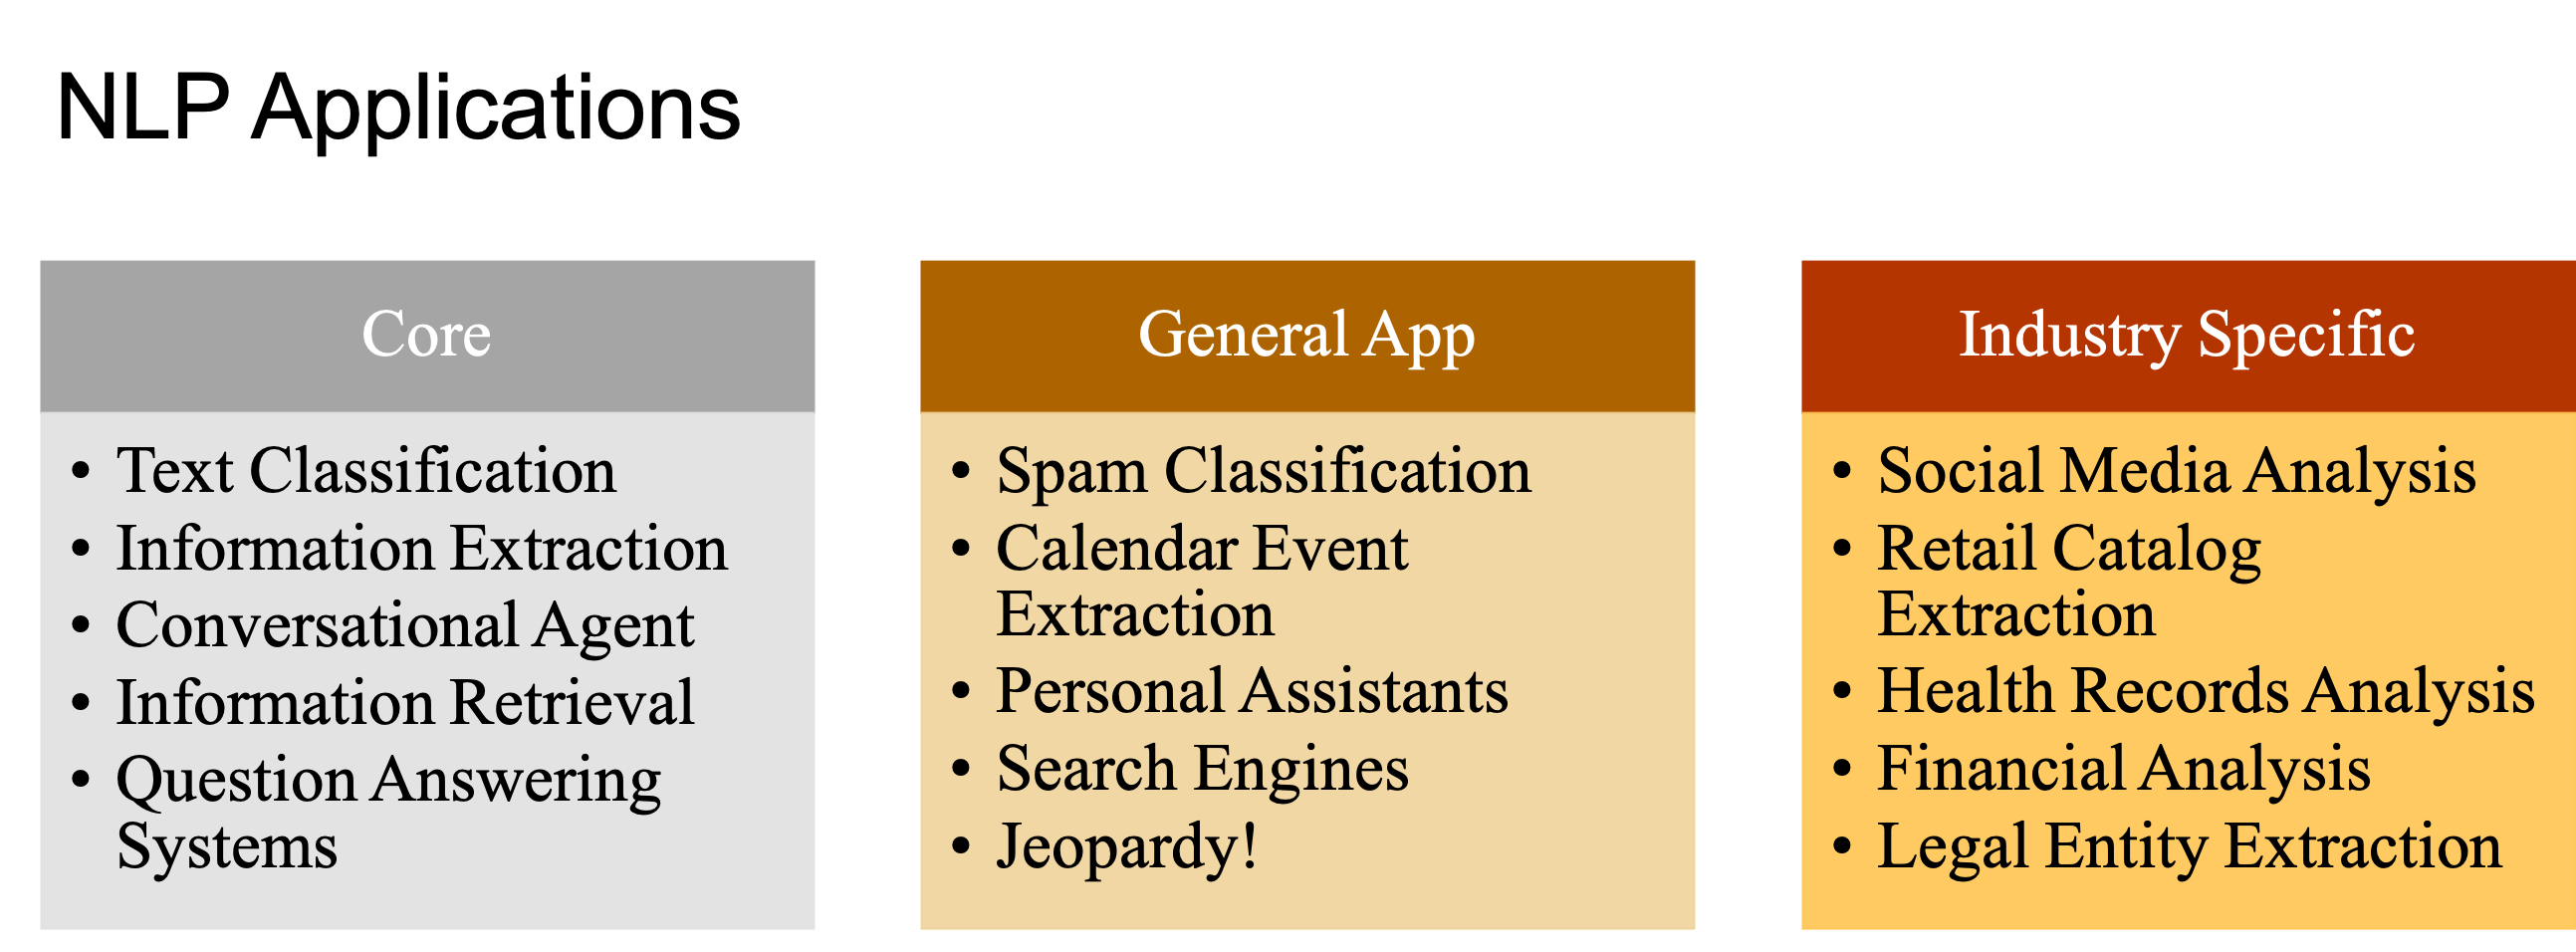 NLP Applications
Core
• Text Classification
• Information Extraction
• Conversational Agent
• Information Retrieval
• Question Answering
Systems
General App
• Spam Classification
• Calendar Event
Extraction
• Personal Assistants
• Search Engines
• Jeopardy!
Industry Specific
• Social Media Analysis
• Retail Catalog
Extraction
• Health Records Analysis
• Financial Analysis
• Legal Entity Extraction